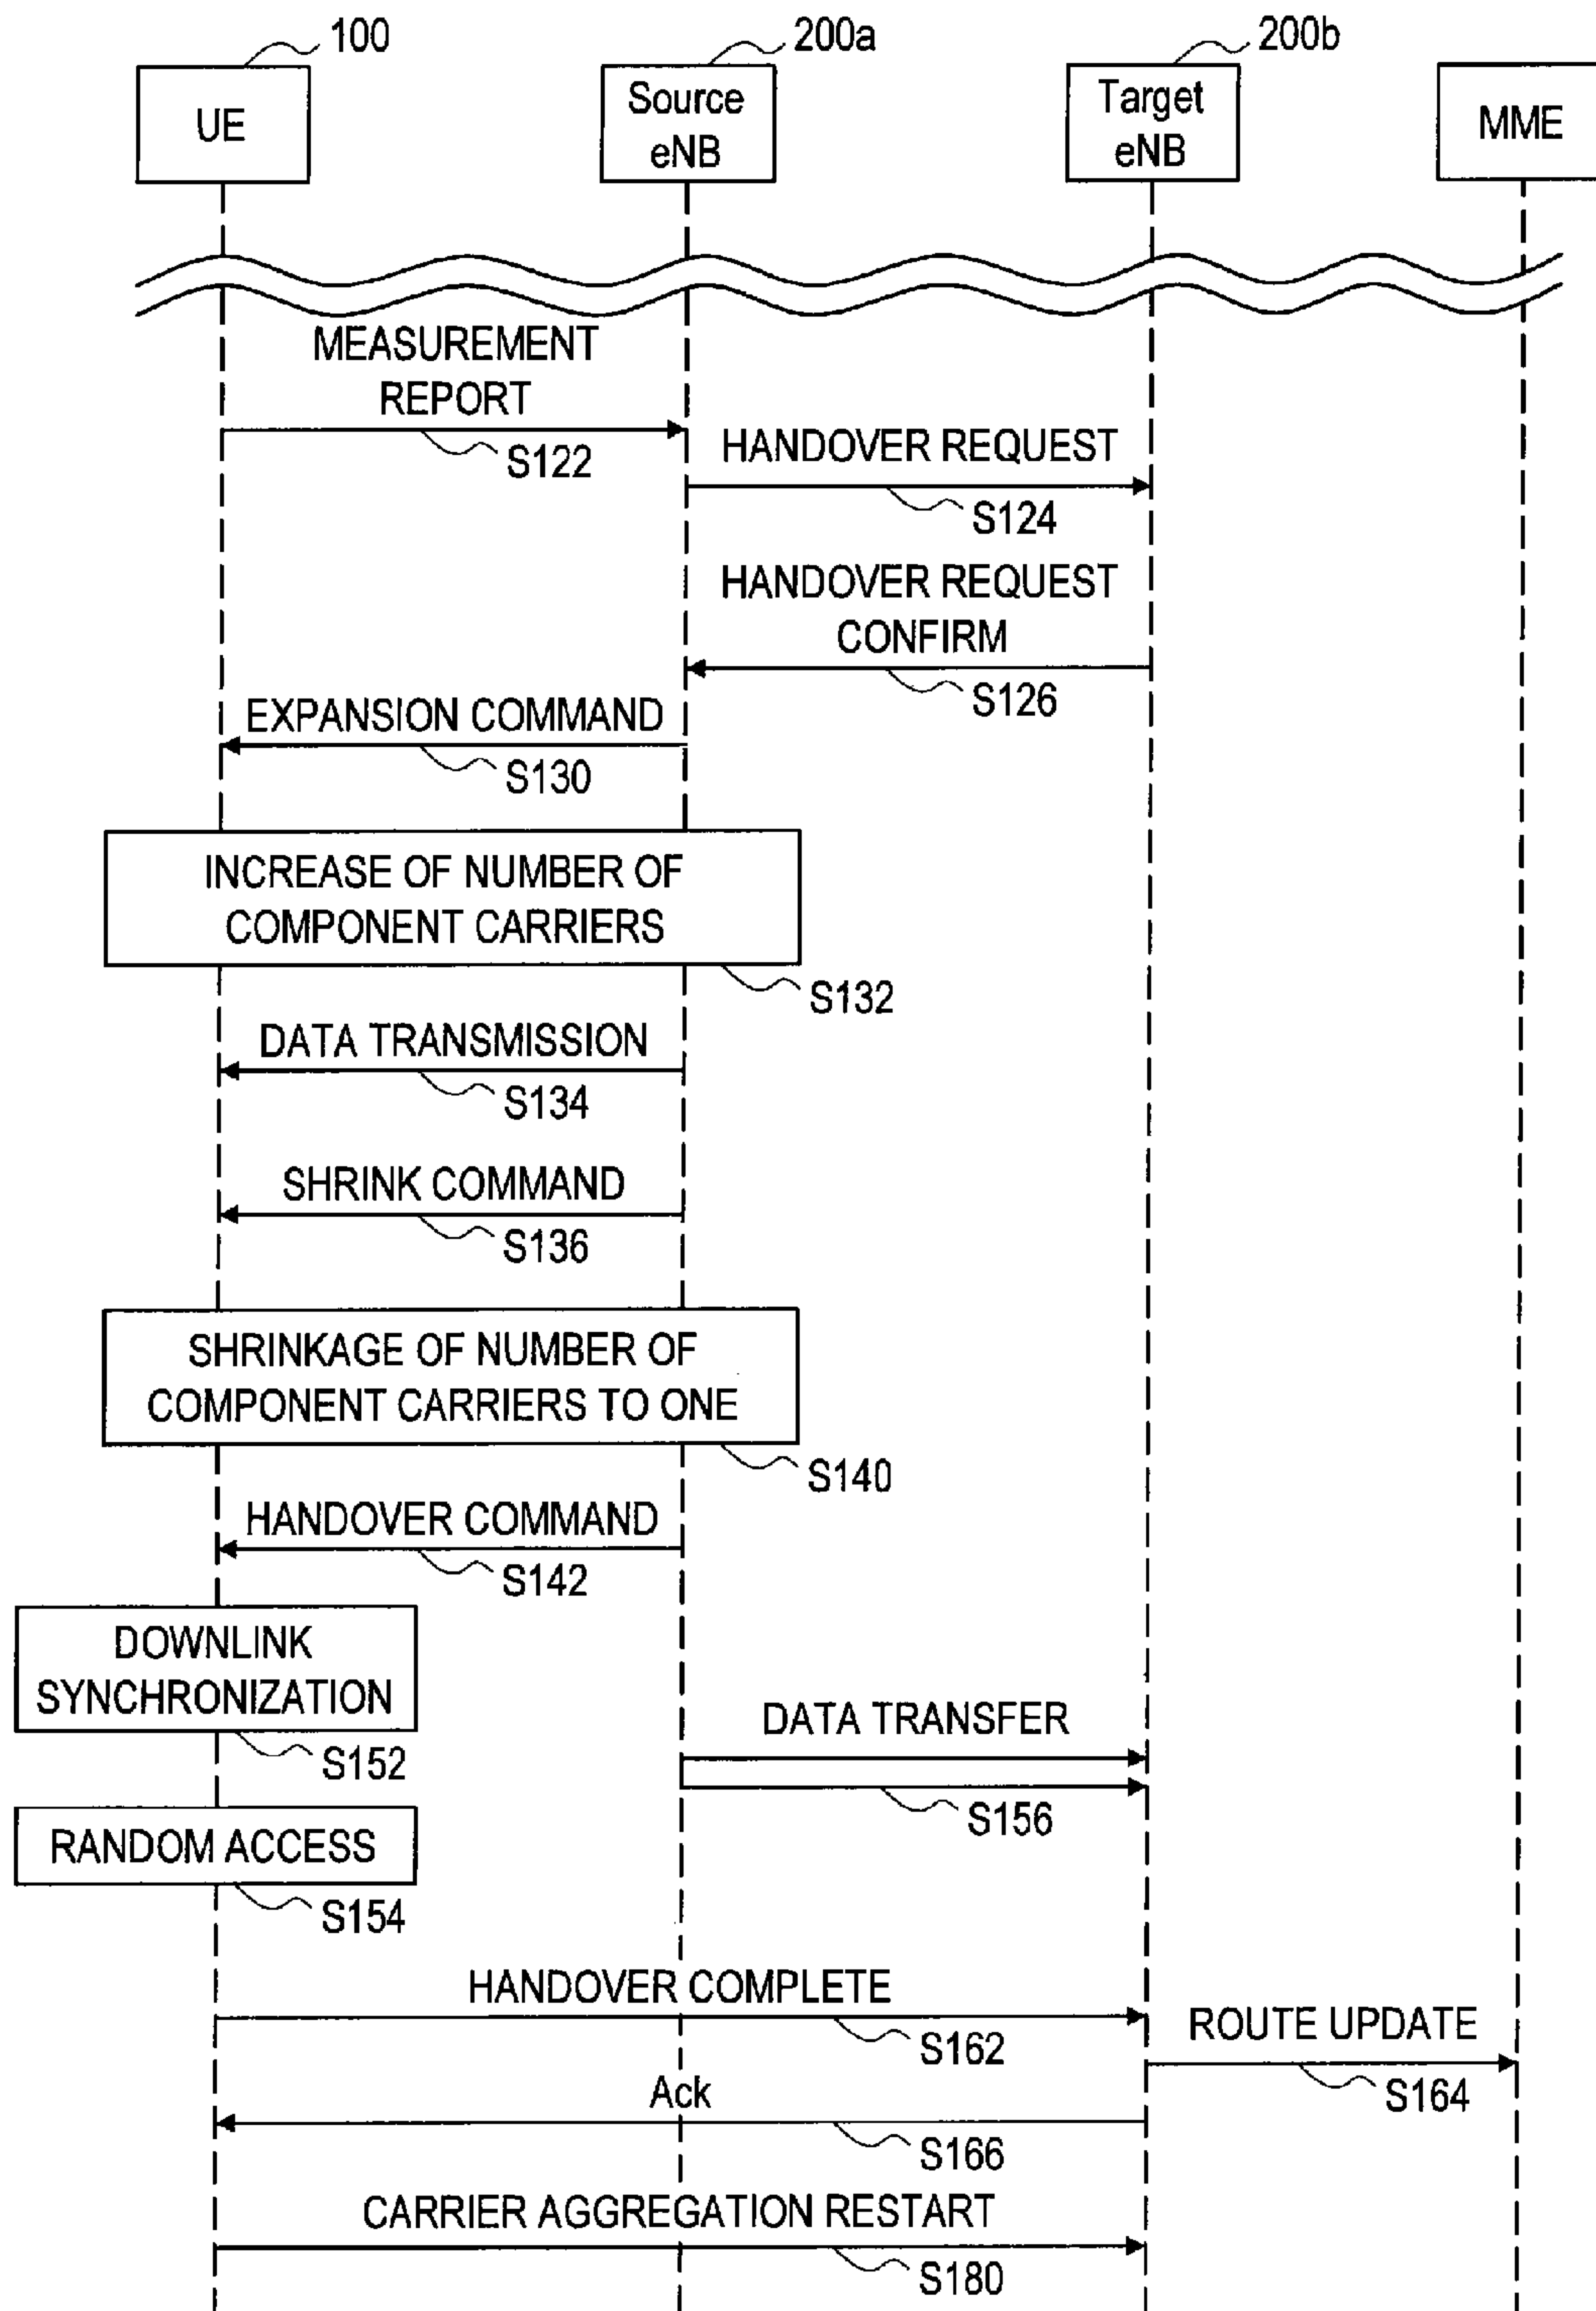 100
200a
200b
UE
Source
eNB
Target
eNB
MME
MEASUREMENT
REPORT
S122
HANDOVER REQUEST
S124
HANDOVER REQUEST
CONFIRM
S126
EXPANSION COMMAND
S130
INCREASE OF NUMBER OF
COMPONENT CARRIERS
S132
DATA TRANSMISSION
S134
SHRINK COMMAND
S136
SHRINKAGE OF NUMBER OF
COMPONENT CARRIERS TO ONE
S140
HANDOVER COMMAND
S142
DOWNLINK
SYNCHRONIZATION
S152
DATA TRANSFER
S156
RANDOM ACCESS
S154
HANDOVER COMPLETE
S162
ROUTE UPDATE
S164
Ack
S166
CARRIER AGGREGATION RESTART
S180